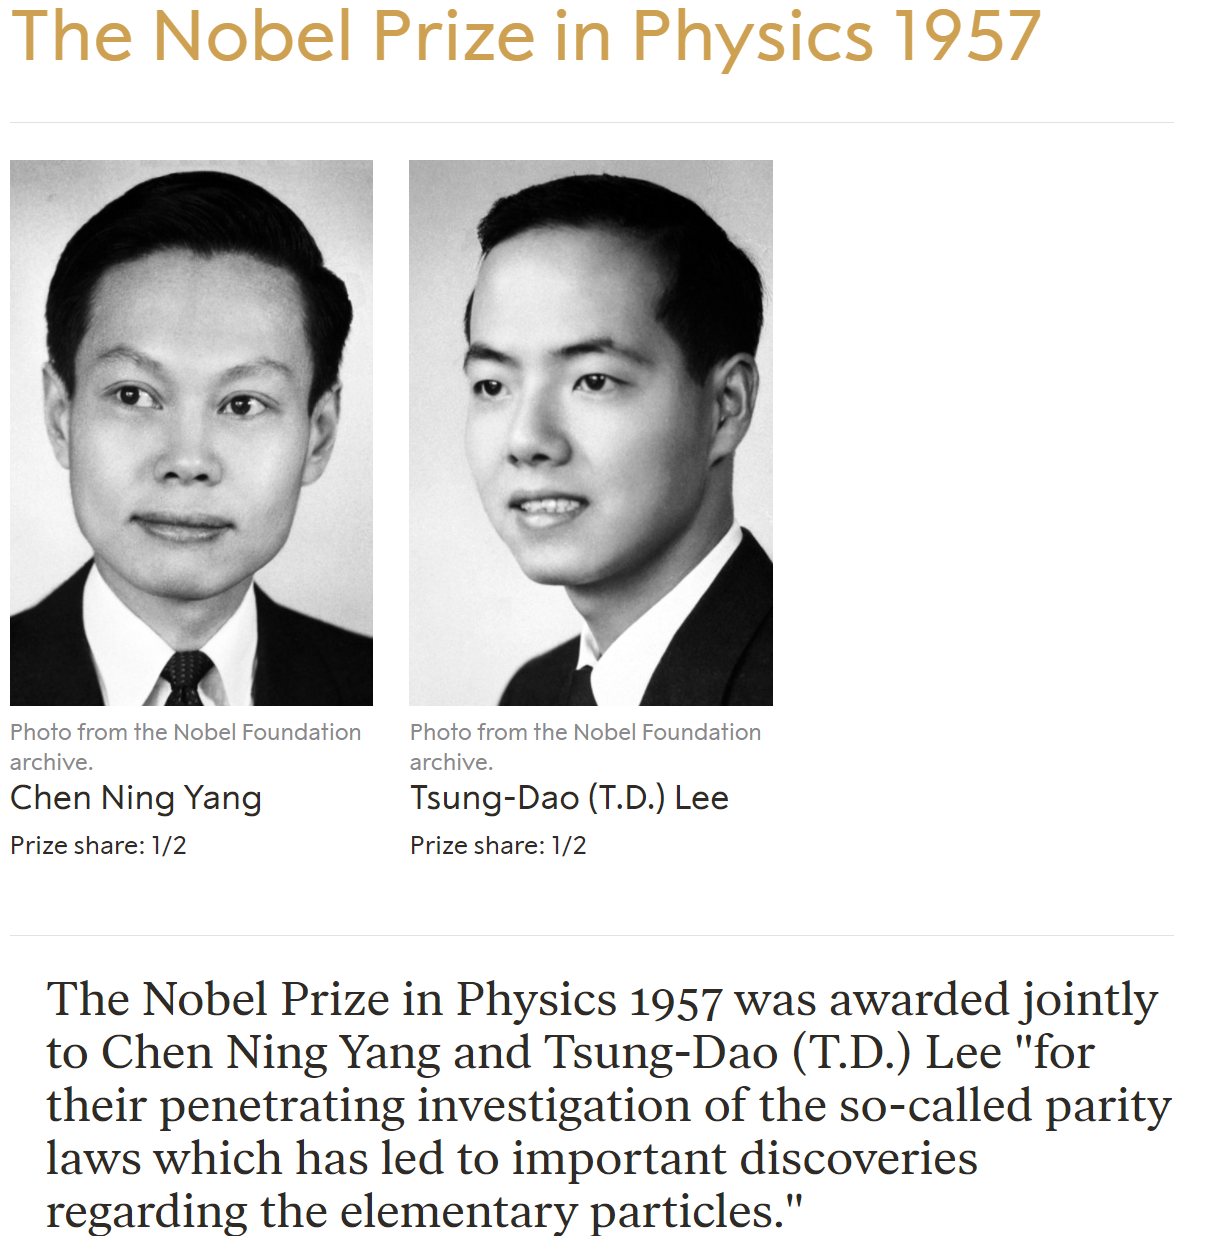 The Nobel Prize in Physics 1957
Photo from the Nobel Foundation
archive.
Chen Ning Yang
Prize share: 1/2
Photo from the Nobel Foundation
archive.
Tsung-Dao (T.D.) Lee
Prize share: 1/2
The Nobel Prize in Physics 1957 was awarded jointly
to Chen Ning Yang and Tsung-Dao (T.D.) Lee "for
their penetrating investigation of the so-called parity
laws which has led to important discoveries
regarding the elementary particles."